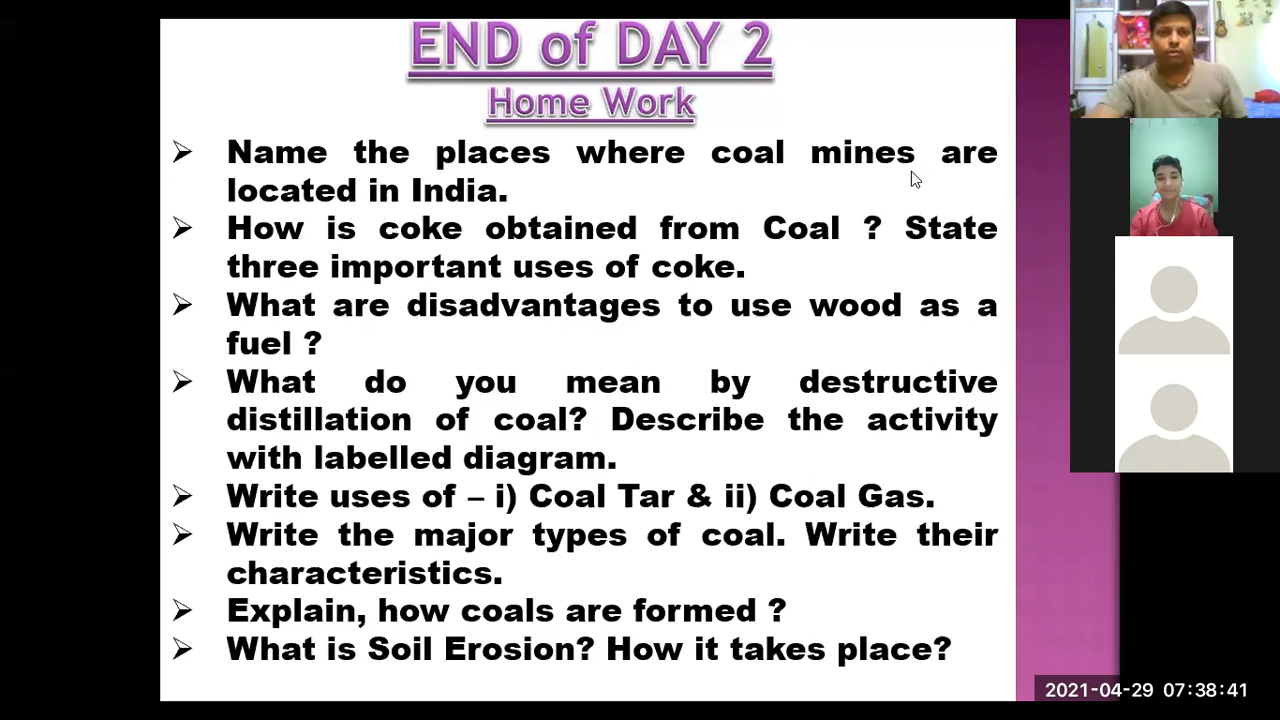 END of DAY 2
Home Work
➢ Name the places where coal mines are
located in India.
➢ How is coke obtained from Coal ? State
three important uses of coke.
➢ What are disadvantages to use wood as a
fuel ?
➢ What do you mean by destructive
distillation of coal? Describe the activity
with labelled diagram.
➢ Write uses of – i) Coal Tar & ii) Coal Gas.
➢ Write the major types of coal. Write their
characteristics.
➢ Explain, how coals are formed ?
➢ What is Soil Erosion? How it takes place?
2021-04-29 07:38:41